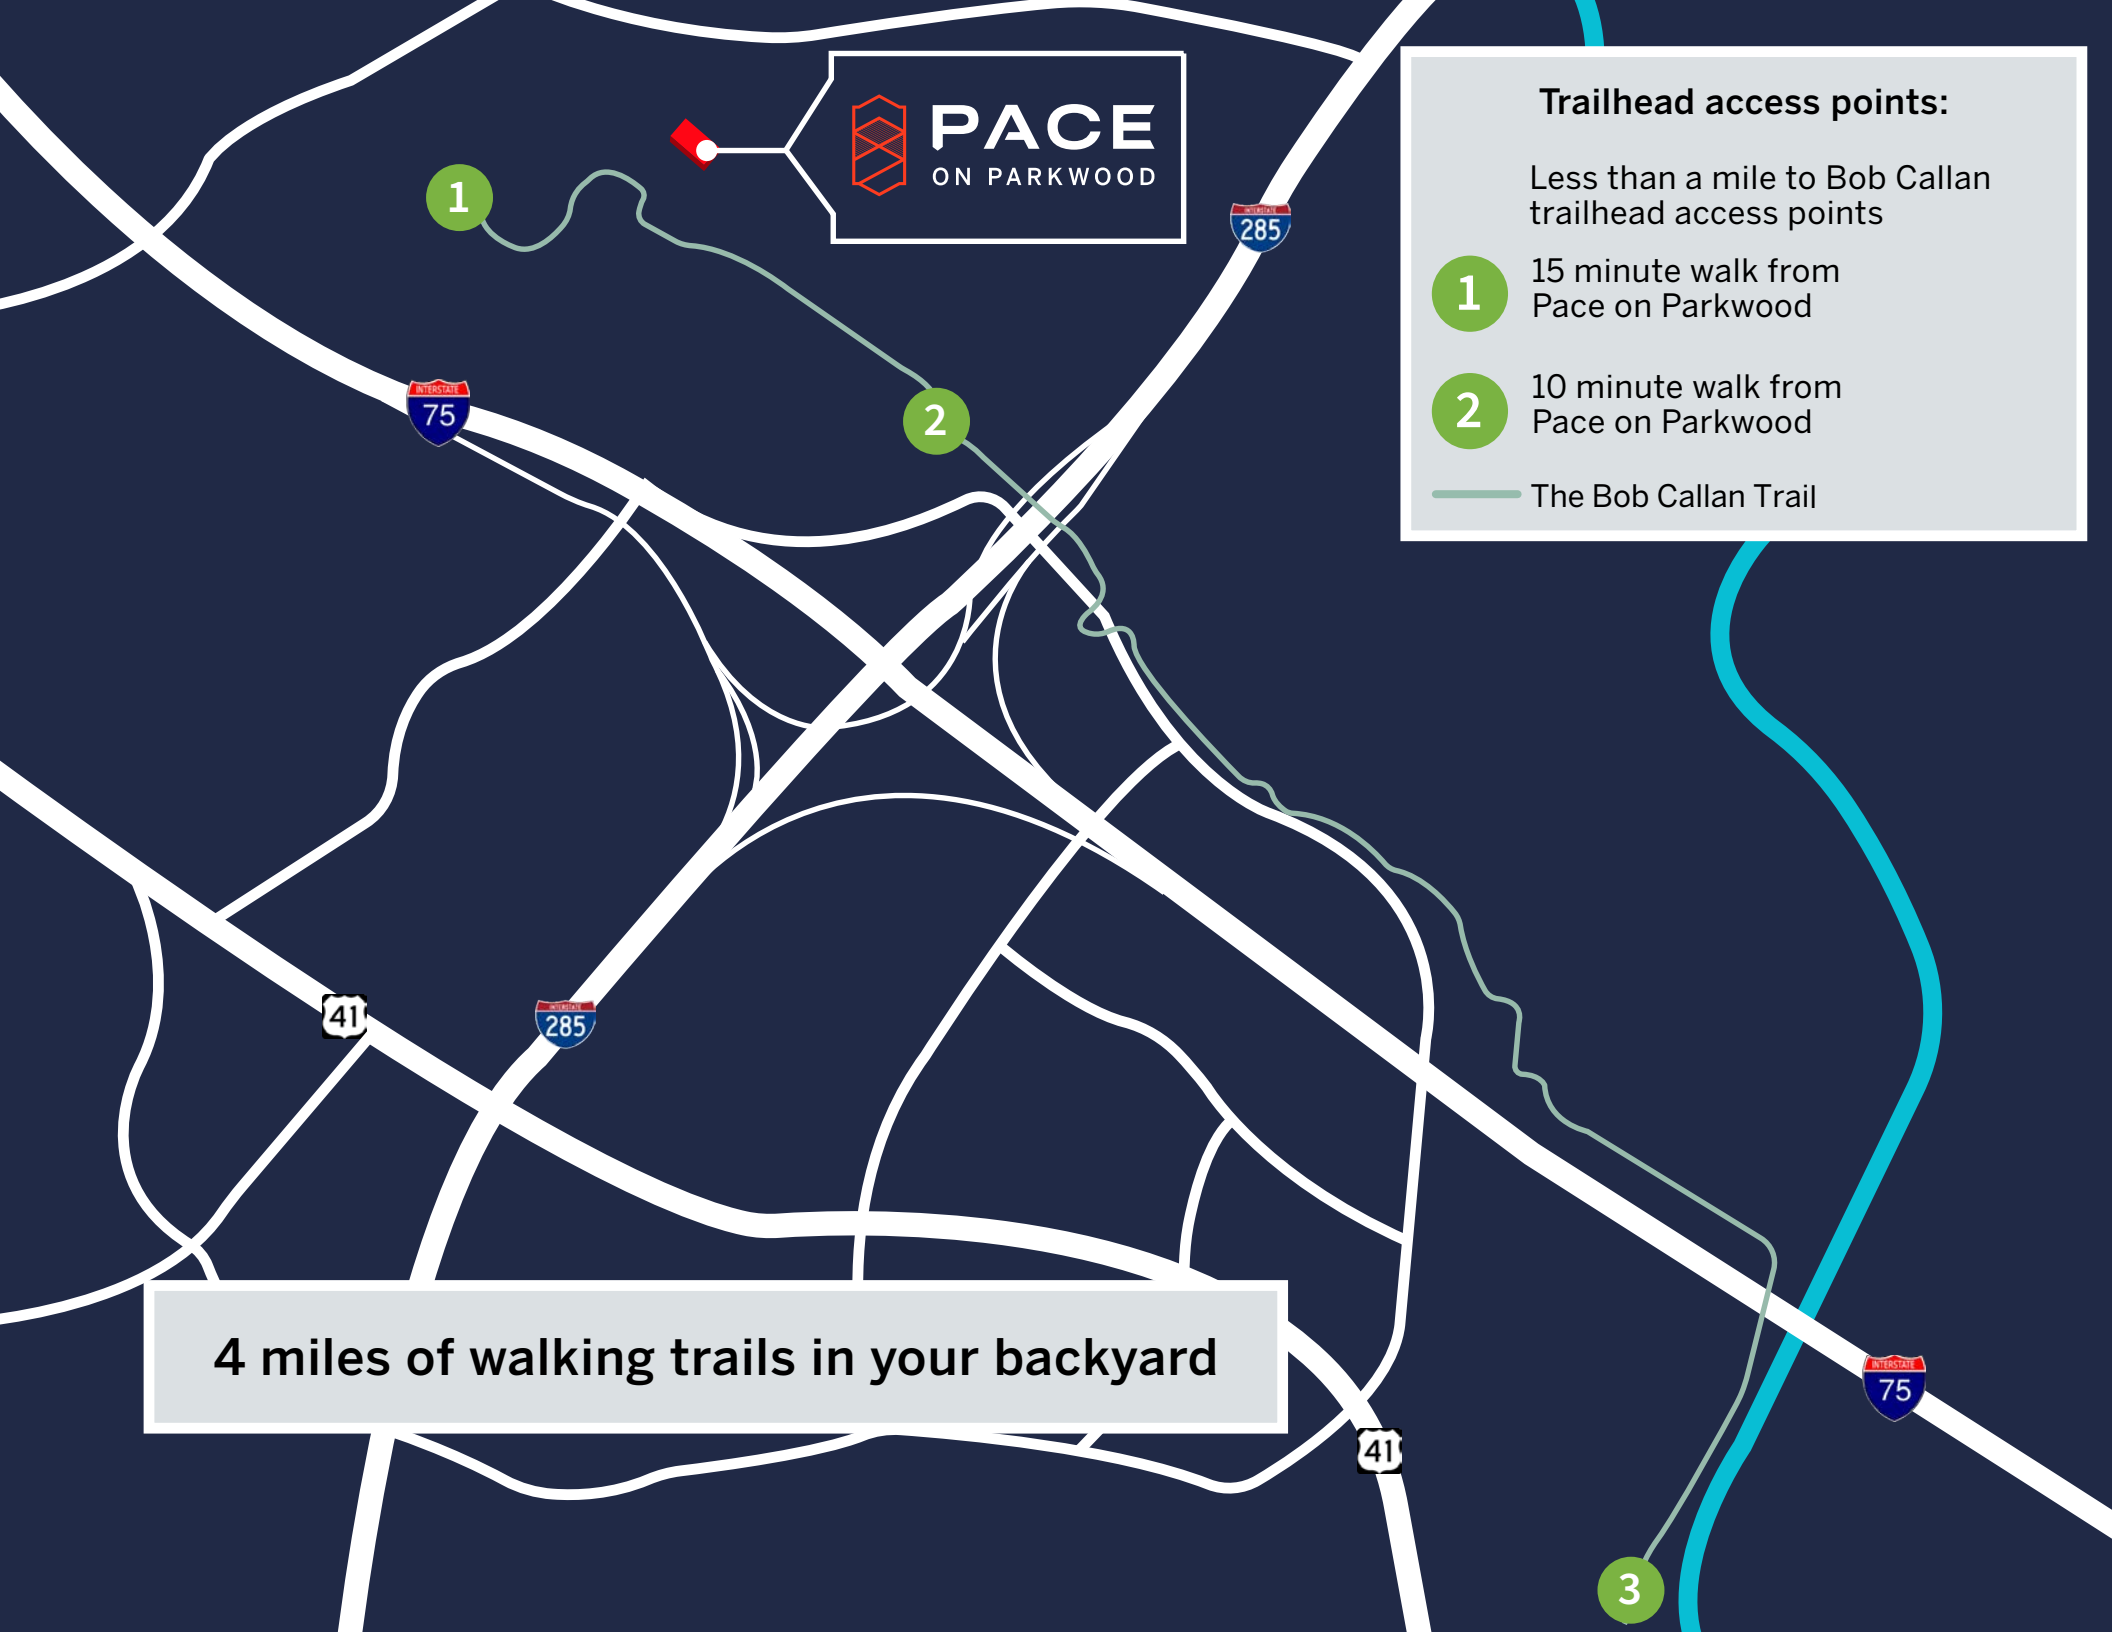 PACE
ON PARKWOOD
Trailhead access points:
Less than a mile to Bob Callan
trailhead access points
1
15 minute walk from
Pace on Parkwood
2
10 minute walk from
Pace on Parkwood
The Bob Callan Trail
1
INTERSTATE
285
INTERSTATE
75
2
41
INTERSTATE
285
4 miles of walking trails in your backyard
INTERSTATE
75
41
3